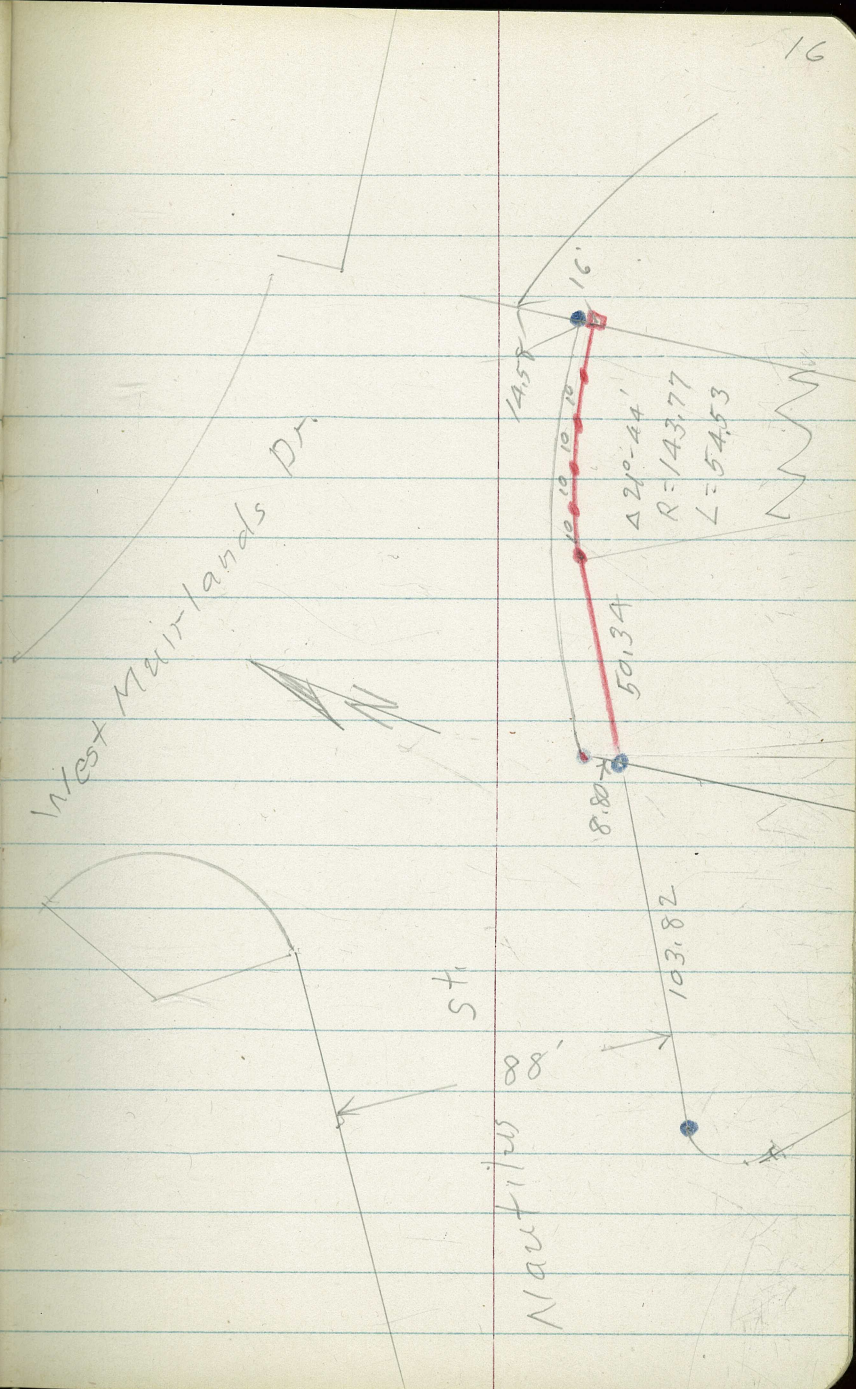 16
16'
14.58
10
10
10
10
Δ 21°-44'
R = 143.77
L = 54.53
50.34
West Muirlands Dr.
N
8.80
103.82
88'
Nautilus St.